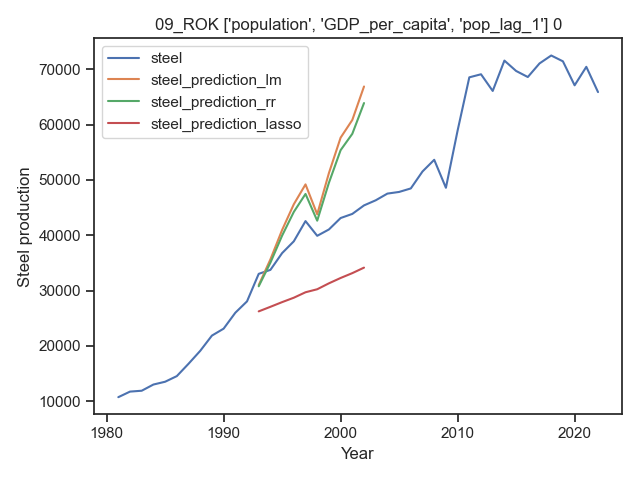 09_ROK ['population', 'GDP_per_capita', 'pop_lag_1'] 0
steel
steel_prediction_lm
steel_prediction_rr
steel_prediction_lasso
Steel production
70000
60000
50000
40000
30000
20000
10000
1980 1990 2000 2010 2020
Year